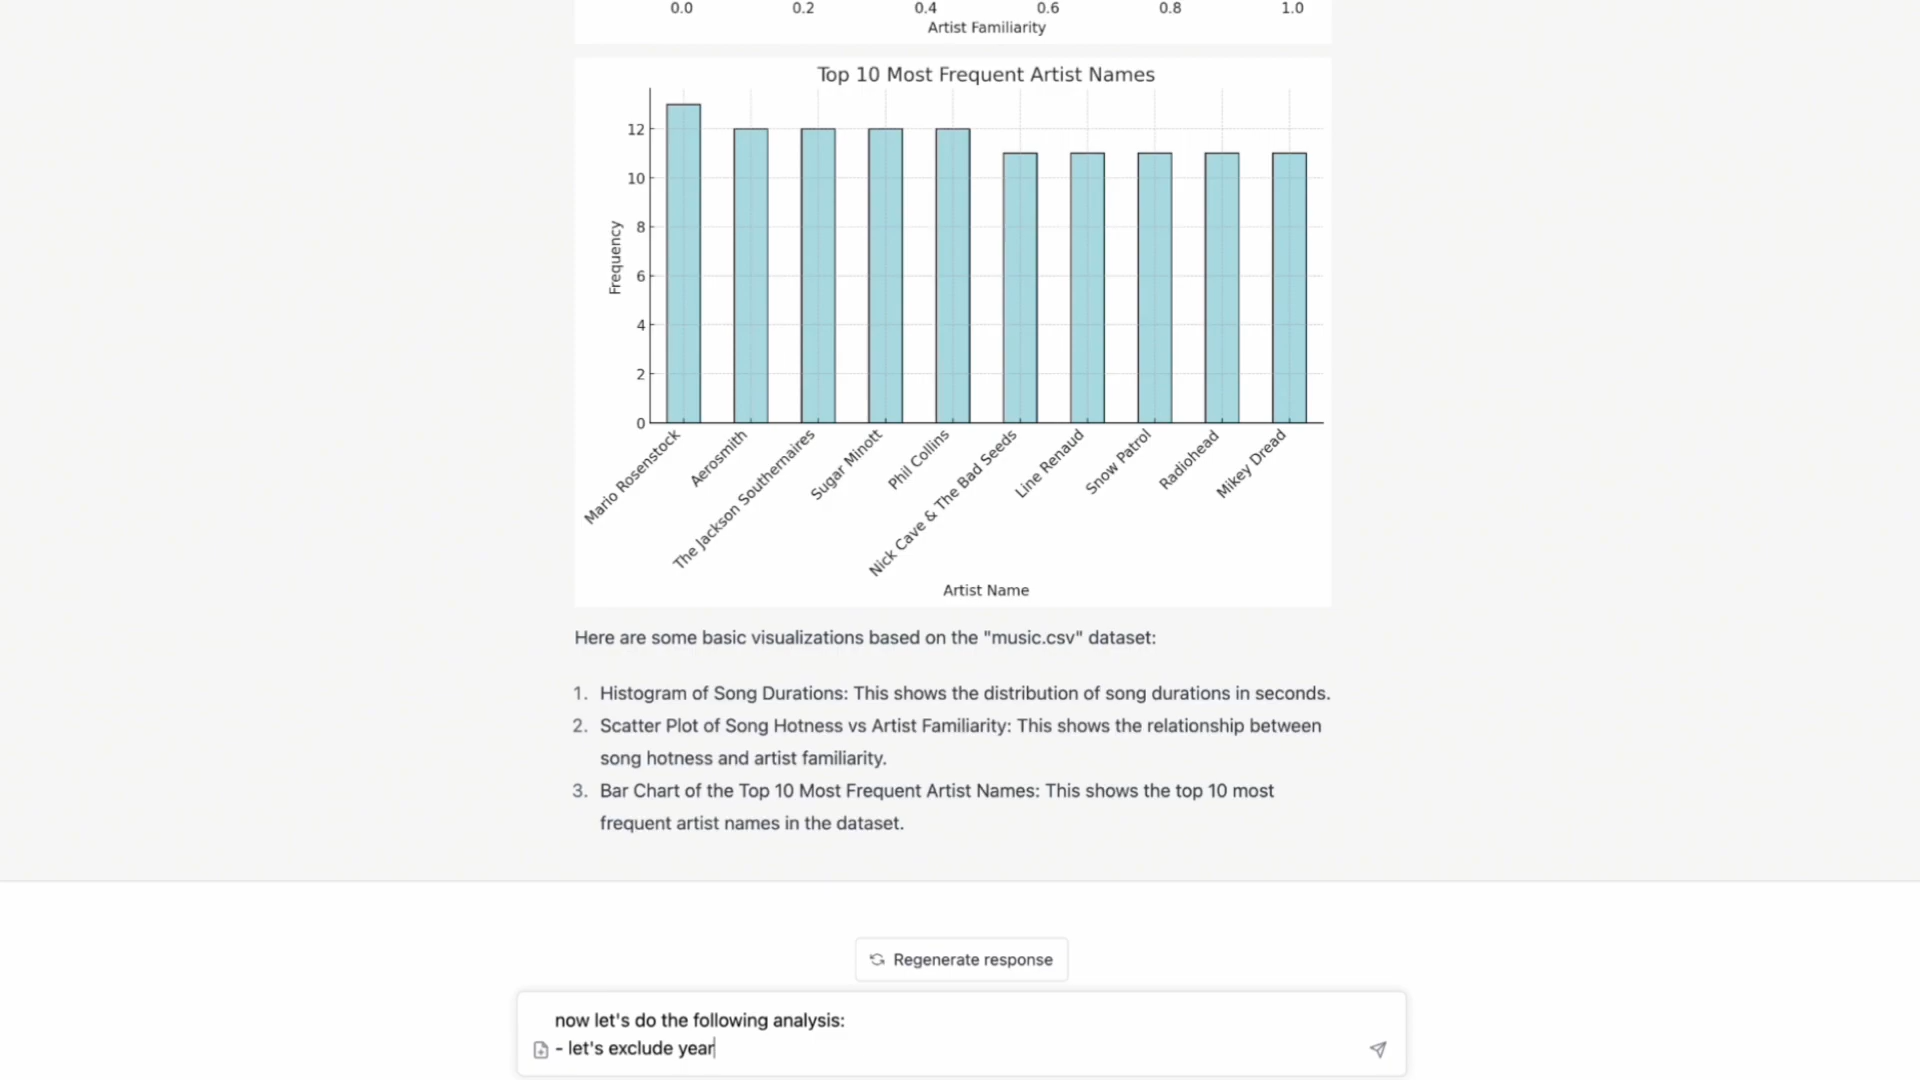 0.0 0.2 0.4 0.6 0.8 1.0
Artist Familiarity
Top 10 Most Frequent Artist Names
12
10
8
6
4
2
0
Frequency
Mario Rosenstock
Aerosmith
The Jackson Southernaires
Sugar Minott
Phil Collins
Nick Cave & The Bad Seeds
Line Renaud
Snow Patrol
Radiohead
Mikey Dread
Artist Name
Here are some basic visualizations based on the "music.csv" dataset:
1. Histogram of Song Durations: This shows the distribution of song durations in seconds.
2. Scatter Plot of Song Hotness vs Artist Familiarity: This shows the relationship between
song hotness and artist familiarity.
3. Bar Chart of the Top 10 Most Frequent Artist Names: This shows the top 10 most
frequent artist names in the dataset.
Regenerate response
now let's do the following analysis:
- let's exclude year